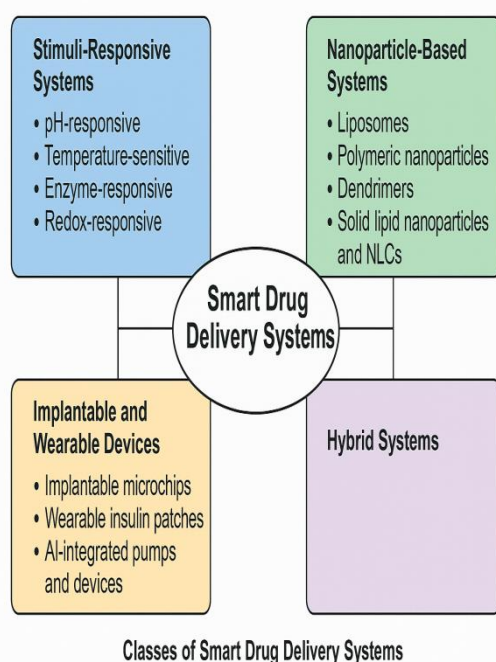 Stimuli-Responsive
Systems
• pH-responsive
• Temperature-sensitive
• Enzyme-responsive
• Redox-responsive
Nanoparticle-Based
Systems
• Liposomes
• Polymeric nanoparticles
• Dendrimers
• Solid lipid nanoparticles
and NLCs
Smart Drug
Delivery Systems
Implantable and
Wearable Devices
• Implantable microchips
• Wearable insulin patches
• AI-integrated pumps
and devices
Hybrid Systems
Classes of Smart Drug Delivery Systems